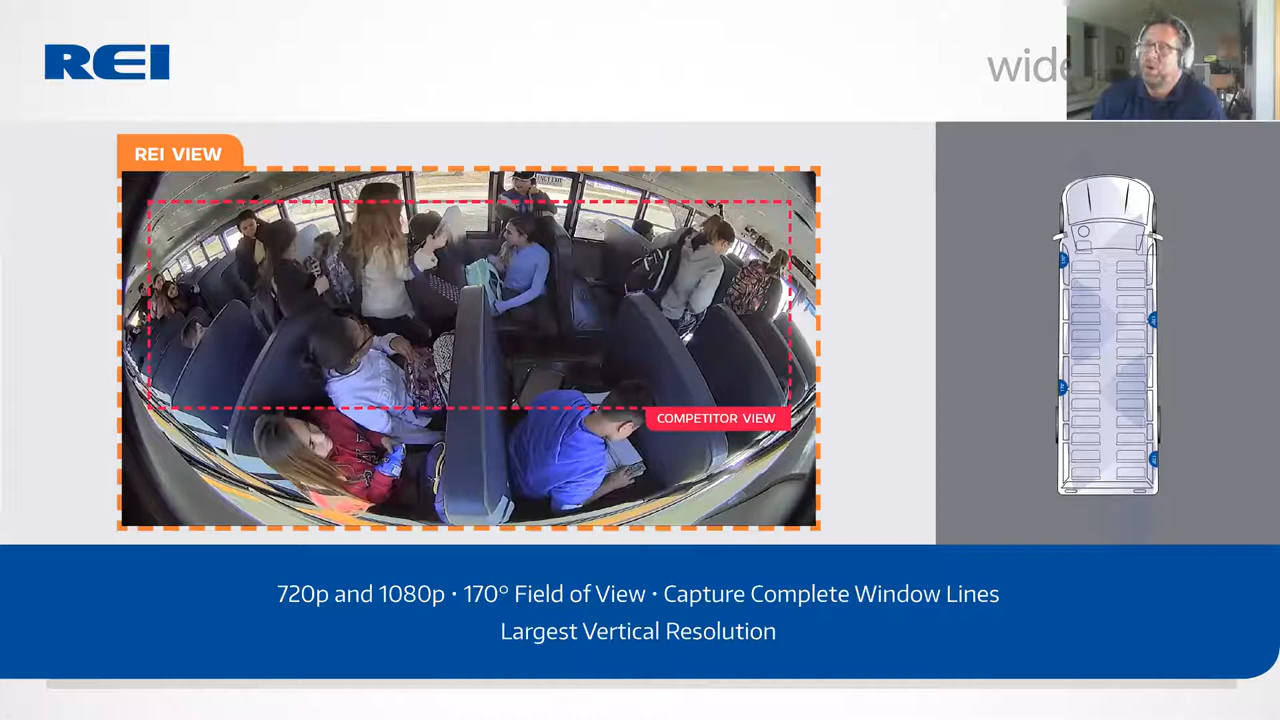 REI
REI VIEW
COMPETITOR VIEW
720p and 1080p • 170° Field of View • Capture Complete Window Lines
Largest Vertical Resolution